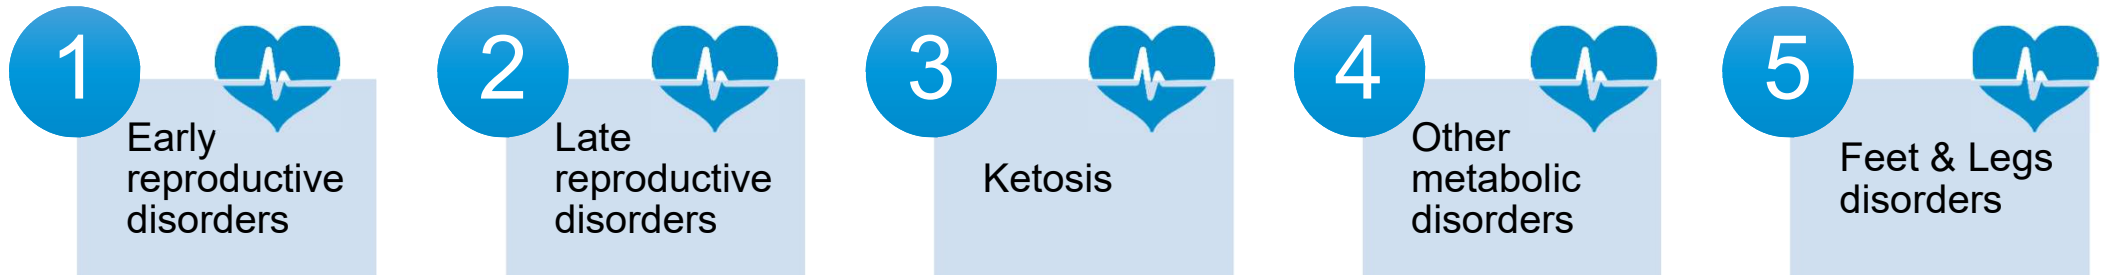 1
Early
reproductive
disorders
2
Late
reproductive
disorders
3
Ketosis
4
Other
metabolic
disorders
5
Feet & Legs
disorders